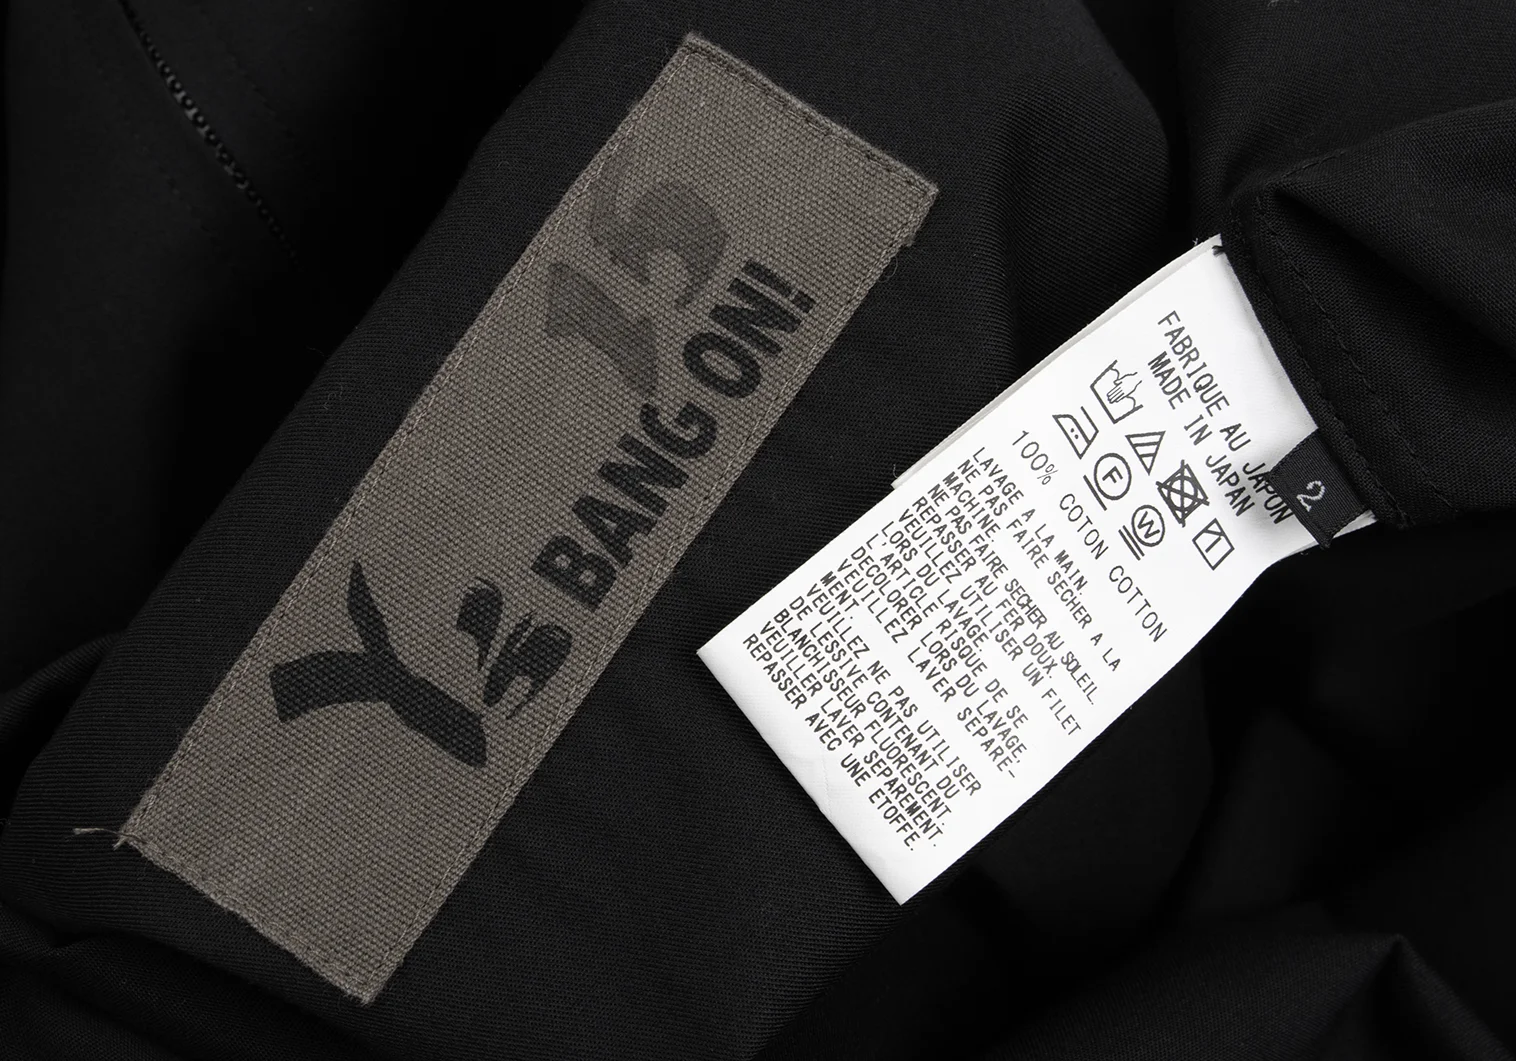 15
Y's BANG ON!
FABRIQUE AU JAPON
MADE IN JAPAN
F
W
100% COTON COTTON
LAVAGE A LA MAIN.
NE PAS FAIRE SECHER A LA
MACHINE.
NE PAS FAIRE SECHER AU SOLEIL.
REPASSER AU FER DOUX.
VEUILLEZ UTILISER UN FILET
LORS DU LAVAGE.
L'ARTICLE RISQUE DE SE
DECOLORER LORS DU LAVAGE.
VEUILLEZ LAVER SEPARE-
MENT.
VEUILLEZ NE PAS UTILISER
DE LESSIVE CONTENANT DU
BLANCHISSEUR FLUORESCENT.
VEUILLER LAVER SEPAREMENT.
REPASSER AVEC UNE ETOFFE.
2